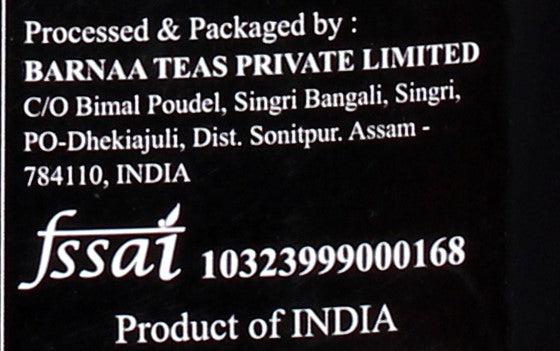 Processed & Packaged by :
BARNAA TEAS PRIVATE LIMITED
C/O Bimal Poudel, Singri Bangali, Singri,
PO-Dhekiajuli, Dist. Sonitpur. Assam -
784110, INDIA
fssai 10323999000168
Product of INDIA